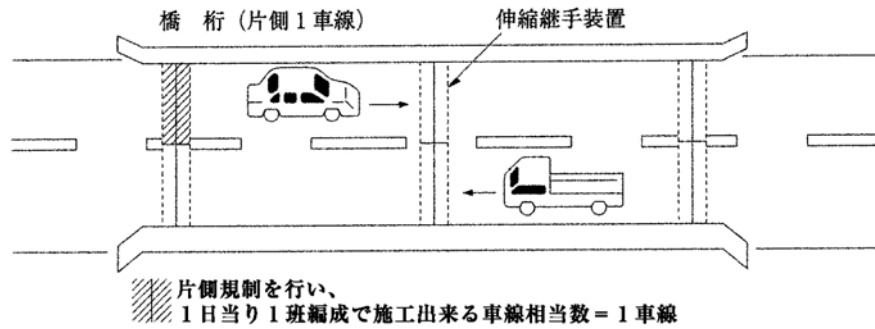 橋 桁（片側１車線）
伸縮継手装置
片側規制を行い、
１日当り１班編成で施工出来る車線相当数＝１車線